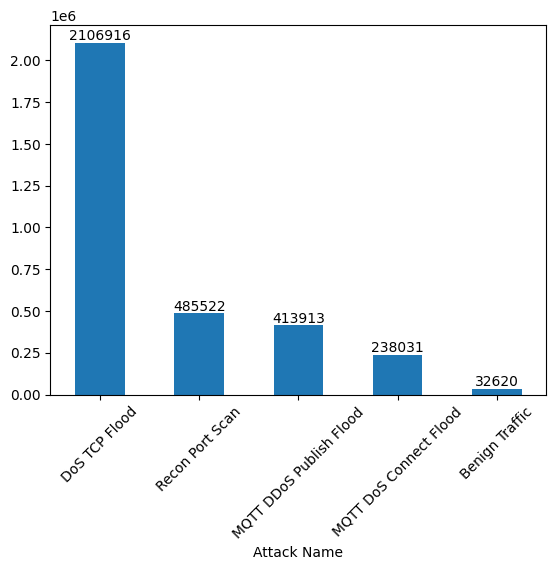 1e6
2.00
1.75
1.50
1.25
1.00
0.75
0.50
0.25
0.00
2106916
485522
413913
238031
32620
DoS TCP Flood
Recon Port Scan
MQTT DDoS Publish Flood
MQTT DoS Connect Flood
Benign Traffic
Attack Name